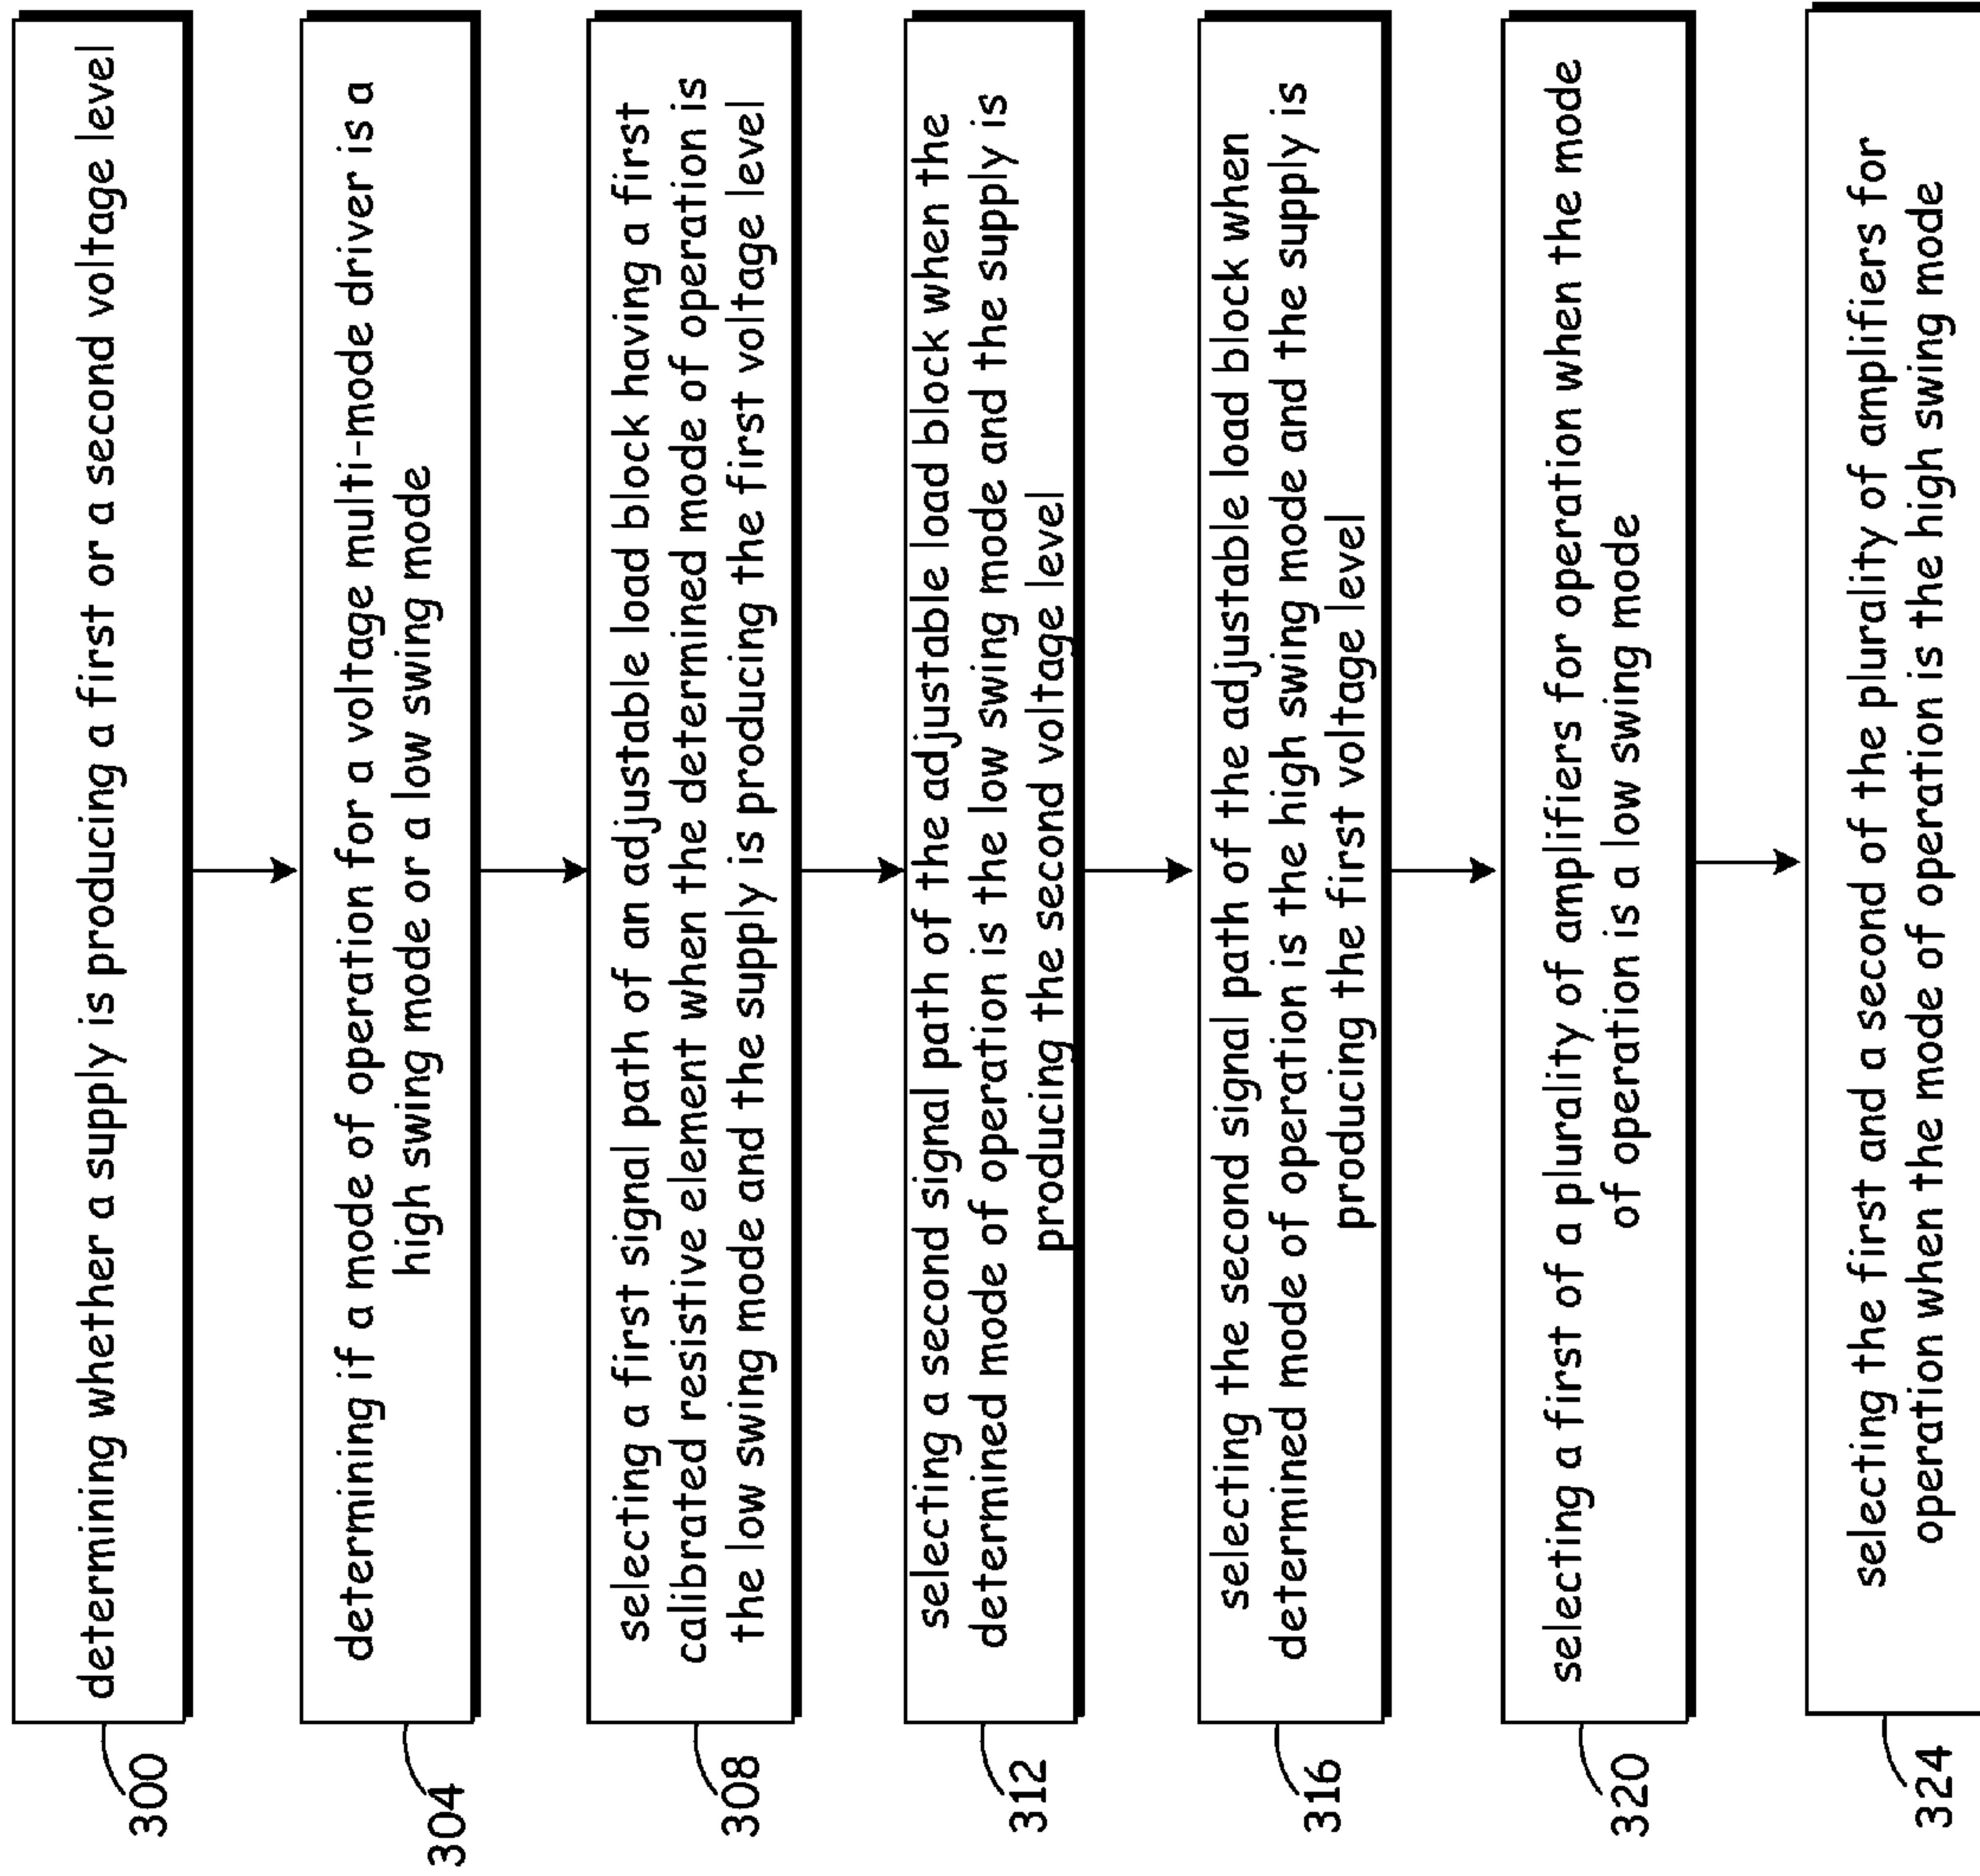 300
determining whether a supply is producing a first or a second voltage level
304
determining if a mode of operation for a voltage multi-mode driver is a
high swing mode or a low swing mode
308
selecting a first signal path of an adjustable load block having a first
calibrated resistive element when the determined mode of operation is
the low swing mode and the supply is producing the first voltage level
312
selecting a second signal path of the adjustable load block when the
determined mode of operation is the low swing mode and the supply is
producing the second voltage level
316
selecting the second signal path of the adjustable load block when
determined mode of operation is the high swing mode and the supply is
producing the first voltage level
320
selecting a first of a plurality of amplifiers for operation when the mode
of operation is a low swing mode
324
selecting the first and a second of the plurality of amplifiers for
operation when the mode of operation is the high swing mode